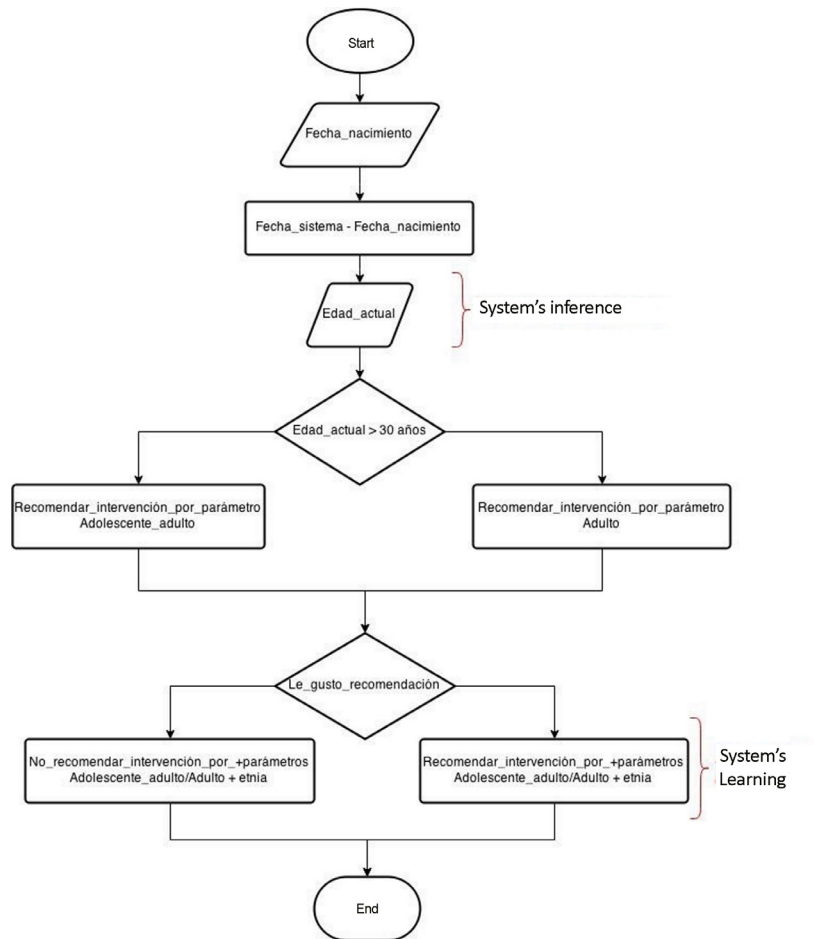 Start
Fecha_nacimiento
Fecha_sistema - Fecha_nacimiento
Edad_actual
System's inference
Edad_actual > 30 años
Recomendar_intervención_por_parámetro
Adolescente_adulto
Recomendar_intervención_por_parámetro
Adulto
Le_gusto_recomendación
No_recomendar_intervención_por_+parámetros
Adolescente_adulto/Adulto + etnia
Recomendar_intervención_por_+parámetros
Adolescente_adulto/Adulto + etnia
System's
Learning
End